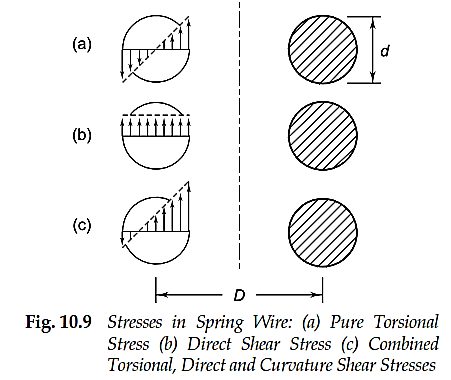 (a)
d
(b)
(c)
D
Fig. 10.9 Stresses in Spring Wire: (a) Pure Torsional
Stress (b) Direct Shear Stress (c) Combined
Torsional, Direct and Curvature Shear Stresses